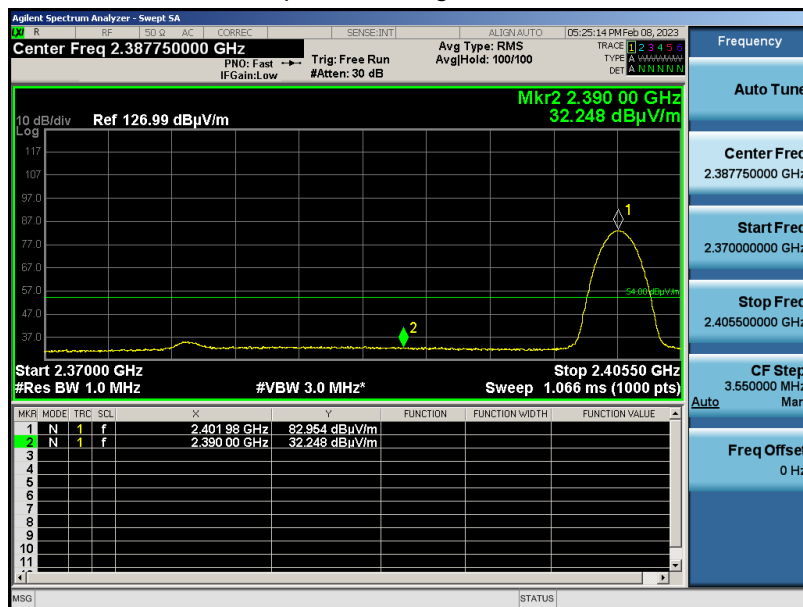 Agilent Spectrum Analyzer - Swept SA
LXI R RF 50 Ω AC CORREC SENSE:INT ALIGN AUTO 05:25:14 PM Feb 08, 2023
Center Freq 2.387750000 GHz Avg Type: RMS TRACE 1 2 3 4 5 6
PNO: Fast Trig: Free Run Avg|Hold: 100/100 TYPE A WWWWW
IFGain:Low #Atten: 30 dB DET A N N N N N
Mkr2 2.390 00 GHz
32.248 dBµV/m
10 dB/div Ref 126.99 dBµV/m
Log
117
107
97.0
87.0
77.0
67.0
57.0
47.0
37.0
1
54.00 dBµV/m
2
Start 2.37000 GHz Stop 2.40550 GHz
#Res BW 1.0 MHz #VBW 3.0 MHz* Sweep 1.066 ms (1000 pts)
MKR MODE TRC SCL X Y FUNCTION FUNCTION WIDTH FUNCTION VALUE
1 N 1 f 2.401 98 GHz 82.954 dBµV/m
2 N 1 f 2.390 00 GHz 32.248 dBµV/m
3
4
5
6
7
8
9
10
11
MSG STATUS
Frequency
Auto Tune
Center Freq
2.387750000 GHz
Start Freq
2.370000000 GHz
Stop Freq
2.405500000 GHz
CF Step
3.550000 MHz
Auto Man
Freq Offset
0 Hz